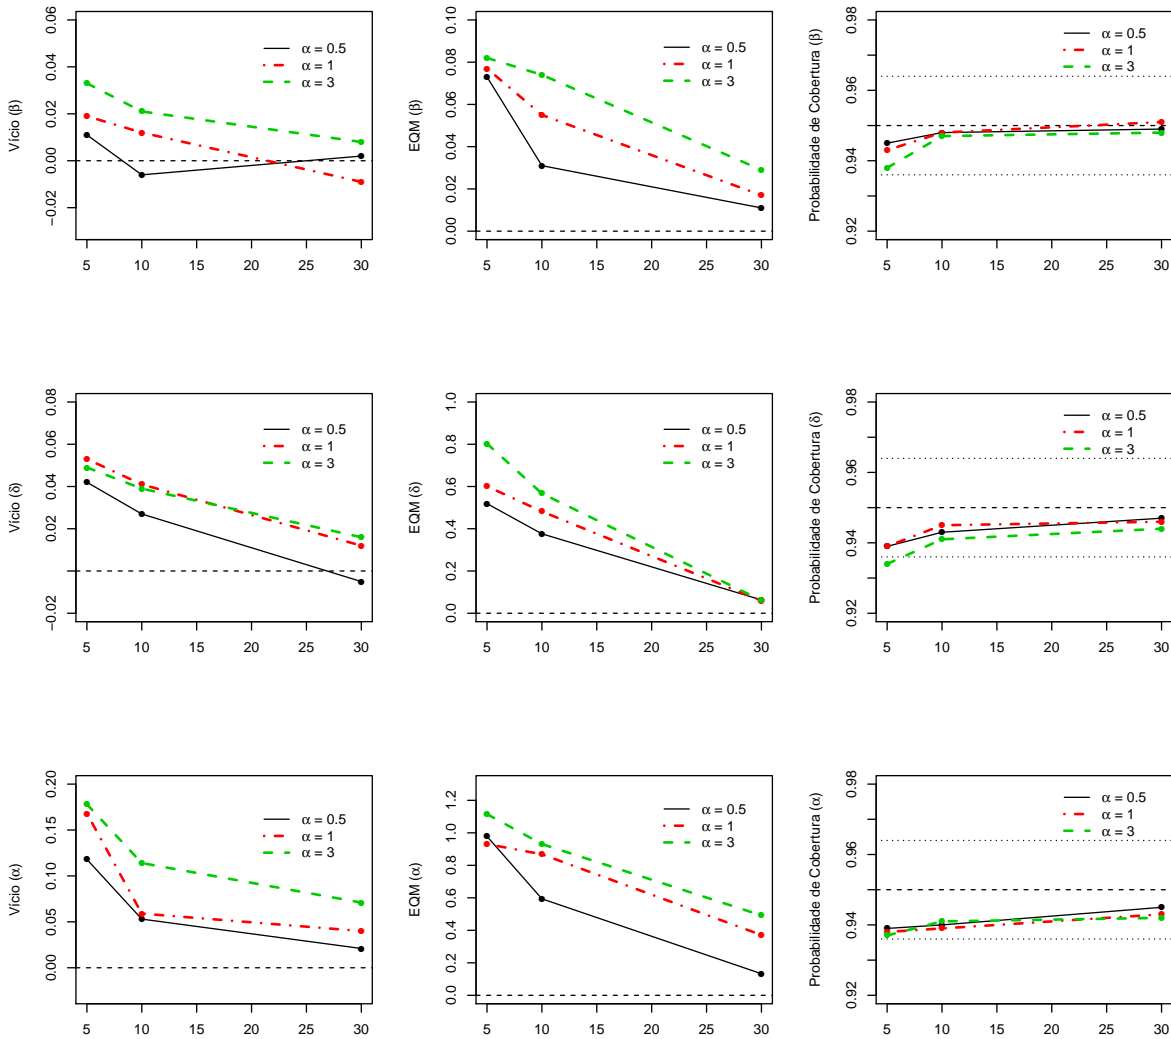 Vício (β)
−0.02 0.00 0.02 0.04 0.06
α = 0.5
α = 1
α = 3
5 10 15 20 25 30
EQM (β)
0.00 0.02 0.04 0.06 0.08 0.10
α = 0.5
α = 1
α = 3
5 10 15 20 25 30
Probabilidade de Cobertura (β)
0.92 0.94 0.96 0.98
α = 0.5
α = 1
α = 3
5 10 15 20 25 30
Vício (δ)
−0.02 0.02 0.04 0.06 0.08
α = 0.5
α = 1
α = 3
5 10 15 20 25 30
EQM (δ)
0.0 0.2 0.4 0.6 0.8 1.0
α = 0.5
α = 1
α = 3
5 10 15 20 25 30
Probabilidade de Cobertura (δ)
0.92 0.94 0.96 0.98
α = 0.5
α = 1
α = 3
5 10 15 20 25 30
Vício (α)
0.00 0.05 0.10 0.15 0.20
α = 0.5
α = 1
α = 3
5 10 15 20 25 30
EQM (α)
0.0 0.2 0.4 0.6 0.8 1.0 1.2
α = 0.5
α = 1
α = 3
5 10 15 20 25 30
Probabilidade de Cobertura (α)
0.92 0.94 0.96 0.98
α = 0.5
α = 1
α = 3
5 10 15 20 25 30